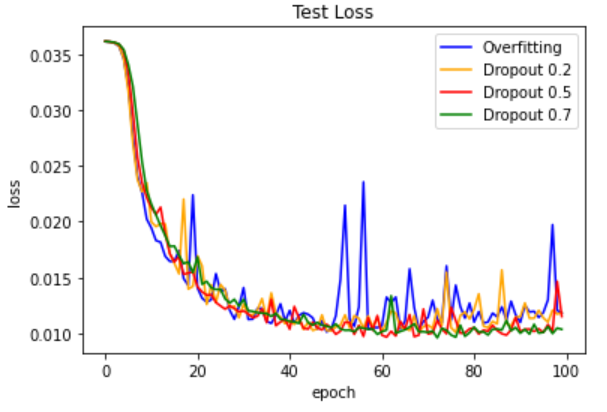 Test Loss
Overfitting
Dropout 0.2
Dropout 0.5
Dropout 0.7
loss
0.035
0.030
0.025
0.020
0.015
0.010
0 20 40 60 80 100
epoch